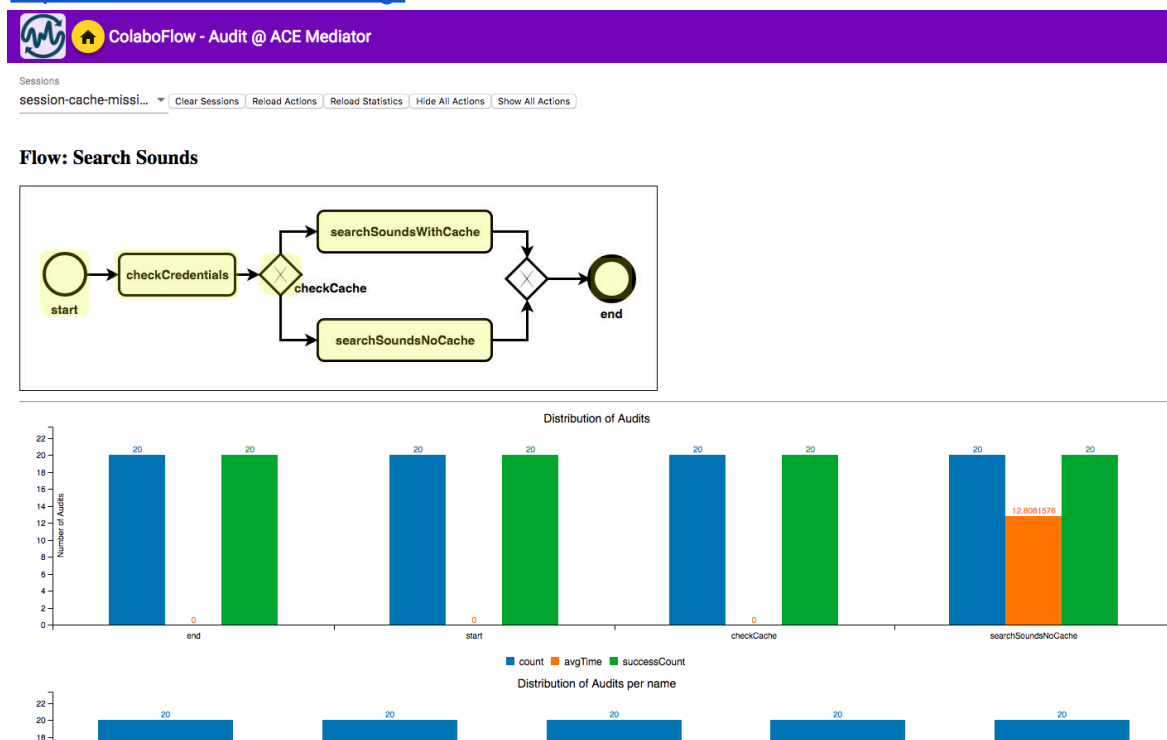 ColaboFlow - Audit @ ACE Mediator
Sessions
session-cache-missi... Clear Sessions Reload Actions Reload Statistics Hide All Actions Show All Actions
Flow: Search Sounds
searchSoundsWithCache
checkCredentials
X
X
checkCache
start
end
searchSoundsNoCache
Distribution of Audits
Number of Audits
22
20
18
16
14
12
10
8
6
4
2
0
20 0 20
20 0 20
20 0 20
20 12.8081576 20
end start checkCache searchSoundsNoCache
count avgTime successCount
Distribution of Audits per name
22
20
18
20 20 20 20 20